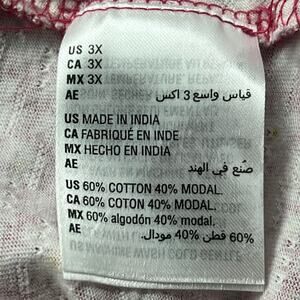 US 3X
CA 3X
MX 3X
AE قياس واسع 3 اكس
US MADE IN INDIA
CA FABRIQUÉ EN INDE
MX HECHO EN INDIA
AE صُنع في الهند
US 60% COTTON 40% MODAL.
CA 60% COTON 40% MODAL.
MX 60% algodón 40% modal.
AE 60% قطن 40% مودال.